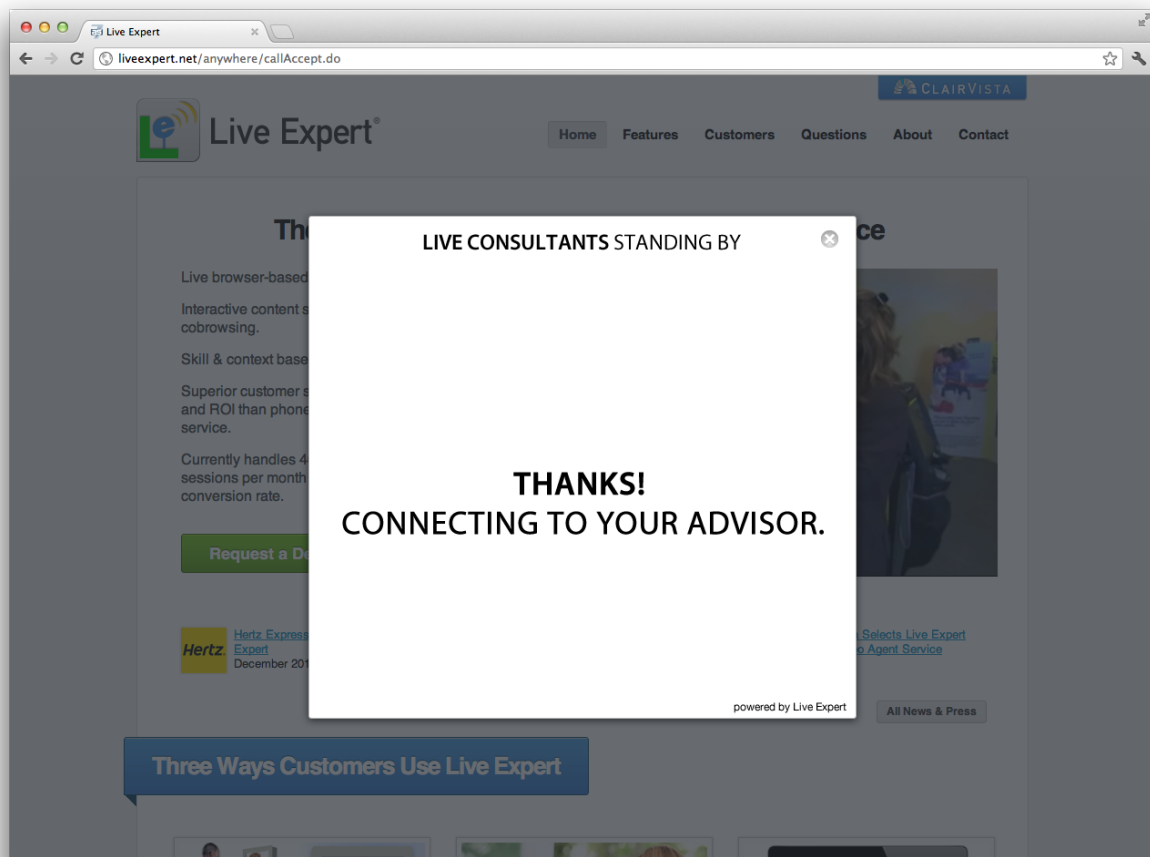 Live Expert
liveexpert.net/anywhere/callAccept.do
CLAIRVISTA
Live Expert®
Home Features Customers Questions About Contact
LIVE CONSULTANTS STANDING BY
Live browser-based
Interactive content
cobrowsing.
Skill & context base
Superior customer
and ROI than phone
service.
Currently handles
sessions per month
conversion rate.
THANKS!
CONNECTING TO YOUR ADVISOR.
Request a
Hertz.
Hertz Express
Expert
December
Selects Live Expert
Agent Service
powered by Live Expert
All News & Press
Three Ways Customers Use Live Expert